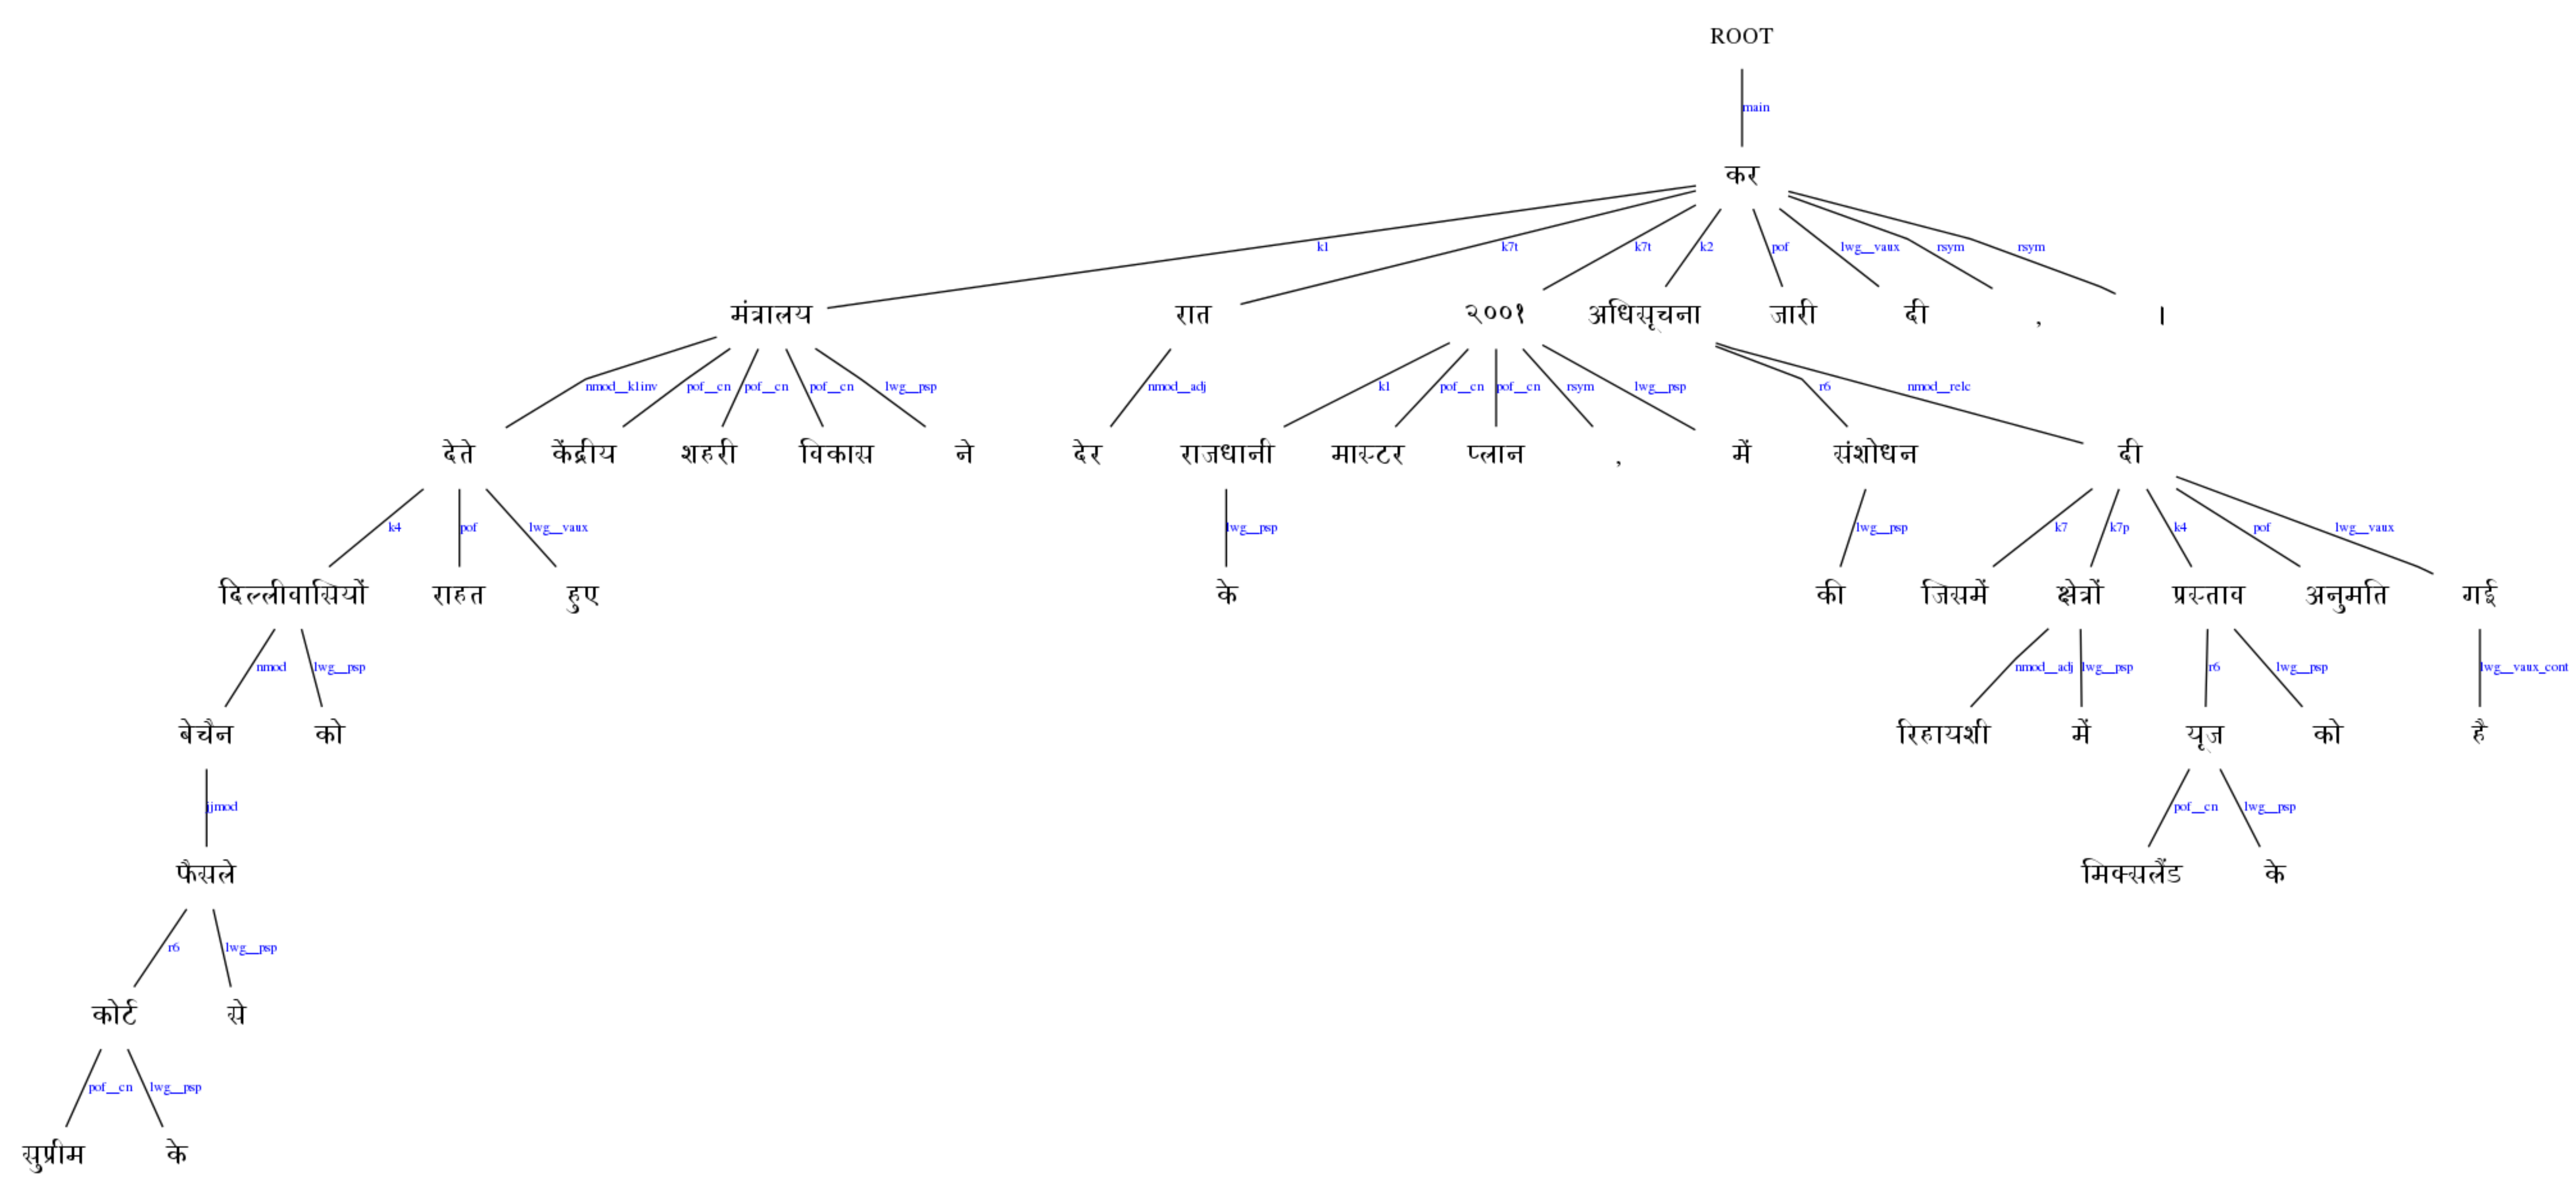 ROOT
main
कर
k1 k7t k7t k2 pof lwg__vaux rsym rsym
मंत्रालय रात २००१ अधिसूचना जारी दी , ।
nmod__k1inv pof__cn pof__cn pof__cn lwg__psp nmod__adj k1 pof__cn pof__cn rsym lwg__psp r6 nmod__relc
देते केंद्रीय शहरी विकास ने देर राजधानी मास्टर प्लान , में संशोधन दी
k4 pof lwg__vaux lwg__psp lwg__psp k7 k7p k4 pof lwg__vaux
दिल्लीवासियों राहत हुए के की जिसमें क्षेत्रों प्रस्ताव अनुमति गई
nmod lwg__psp nmod__adj lwg__psp r6 lwg__psp lwg__vaux_cont
बेचैन को रिहायशी में यूज को है
jjmod pof__cn lwg__psp
फैसले मिक्सलैंड के
r6 lwg__psp
कोर्ट से
pof__cn lwg__psp
सुप्रीम के